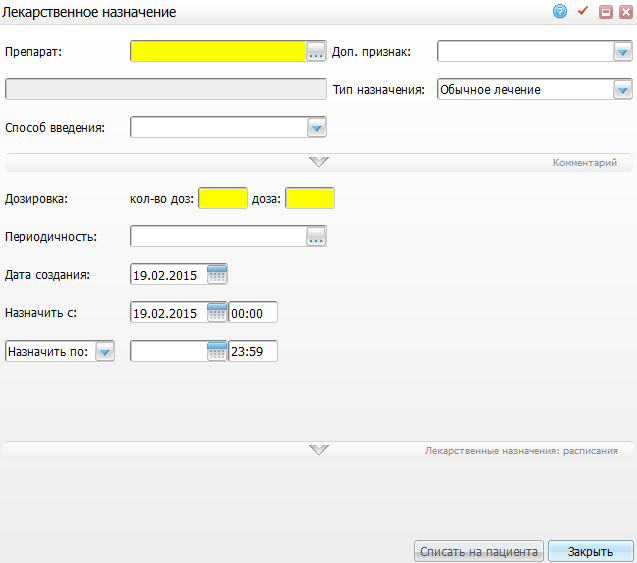 Лекарственное назначение
Препарат: ... Доп. признак:
Тип назначения: Обычное лечение
Способ введения:
Комментарий
Дозировка: кол-во доз: доза:
Периодичность: ...
Дата создания: 19.02.2015
Назначить с: 19.02.2015 00:00
Назначить по: 23:59
Лекарственные назначения: расписания
Списать на пациента Закрыть